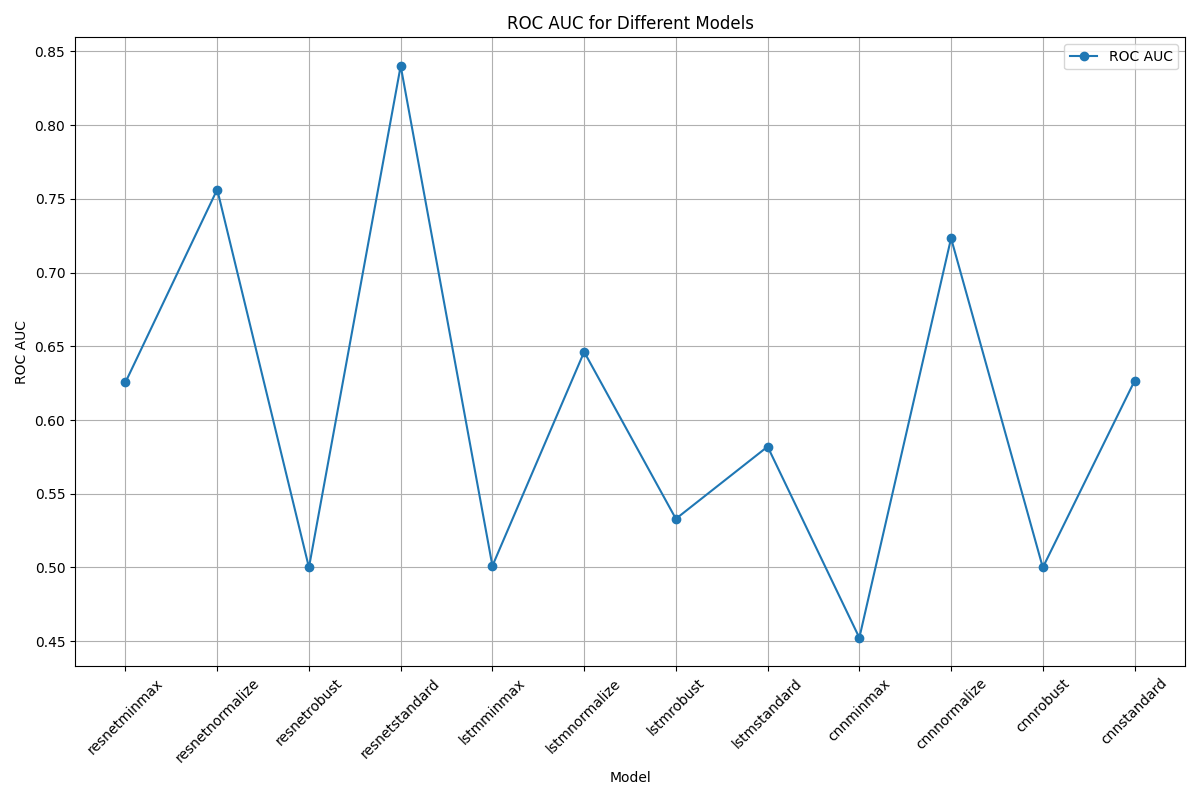 ROC AUC for Different Models
ROC AUC
0.85
0.80
0.75
0.70
0.65
0.60
0.55
0.50
0.45
ROC AUC
resnetminmax
resnetnormalize
resnetrobust
resnetstandard
lstmminmax
lstmnormalize
lstmrobust
lstmstandard
cnnminmax
cnnnormalize
cnnrobust
cnnstandard
Model